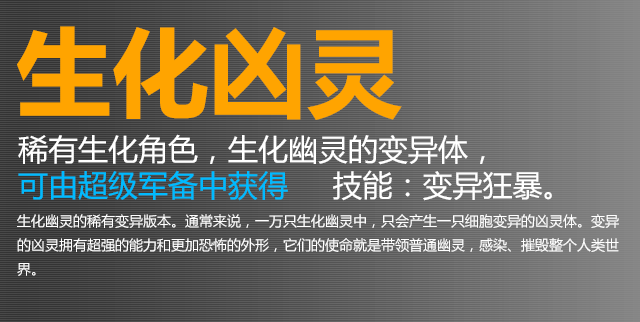 生化凶灵
稀有生化角色，生化幽灵的变异体，
可由超级军备中获得 技能：变异狂暴。
生化幽灵的稀有变异版本。通常来说，一万只生化幽灵中，只会产生一只细胞变异的凶灵体。变异
的凶灵拥有超强的能力和更加恐怖的外形，它们的使命就是带领普通幽灵，感染、摧毁整个人类世
界。